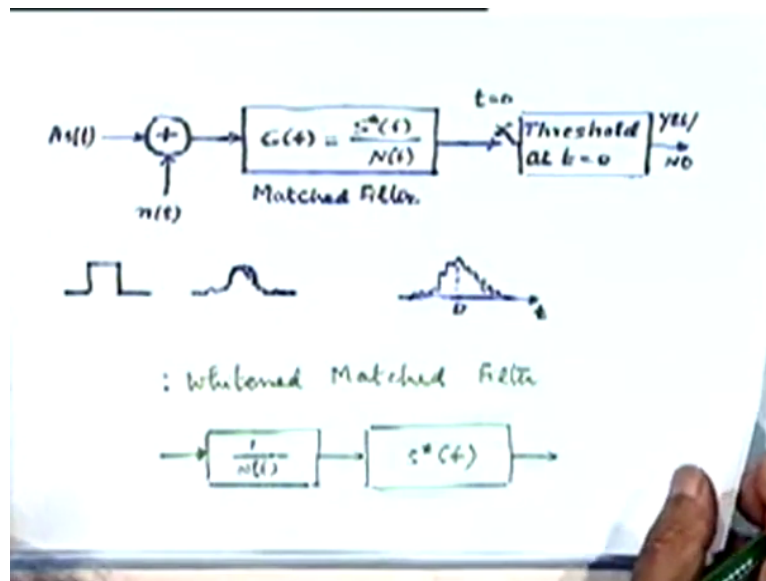 t=0
As(t) + G(f) = S*(f) / N(f) Threshold YES/
at t=0 NO
n(t) Matched Filter.
0 t
: Whitened Matched Filter
1 / N(f) S*(f)